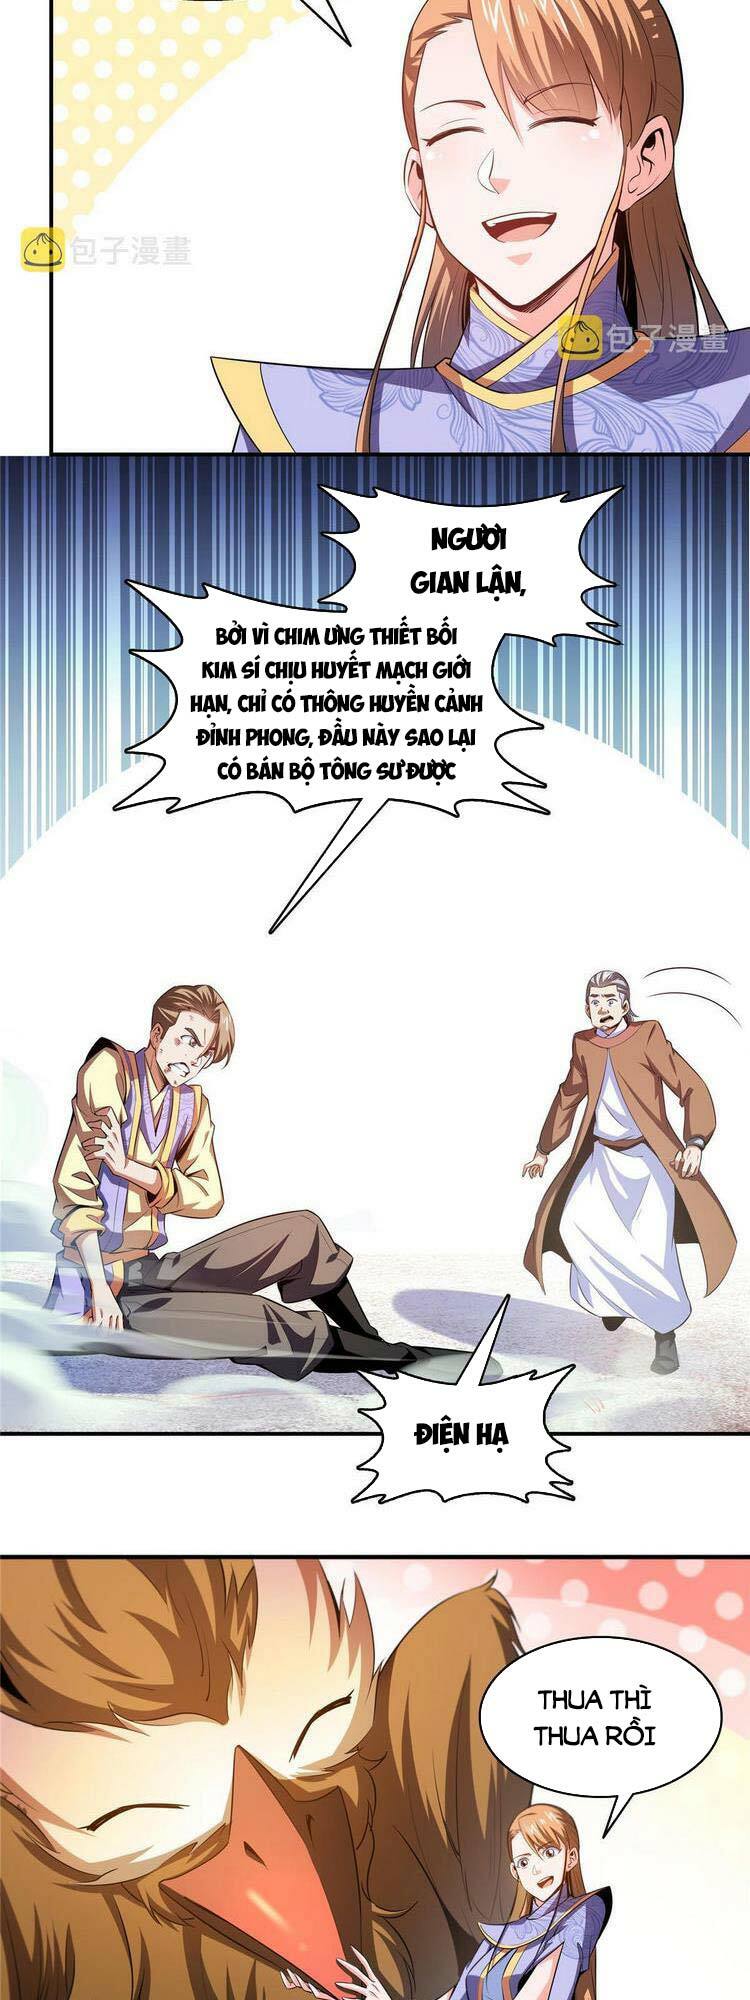 包子漫畫
包子漫畫
NGƯƠI
GIAN LẬN,
BỞI VÌ CHIM ƯNG THIẾT BỐI
KIM SÍ CHỊU HUYẾT MẠCH GIỚI
HẠN, CHỈ CÓ THÔNG HUYỀN CẢNH
ĐỈNH PHONG, ĐẦU NÀY SAO LẠI
CÓ BÁN BỘ TÔNG SƯ ĐƯỢC
ĐIỆN HẠ
THUA THÌ
THUA RỒI